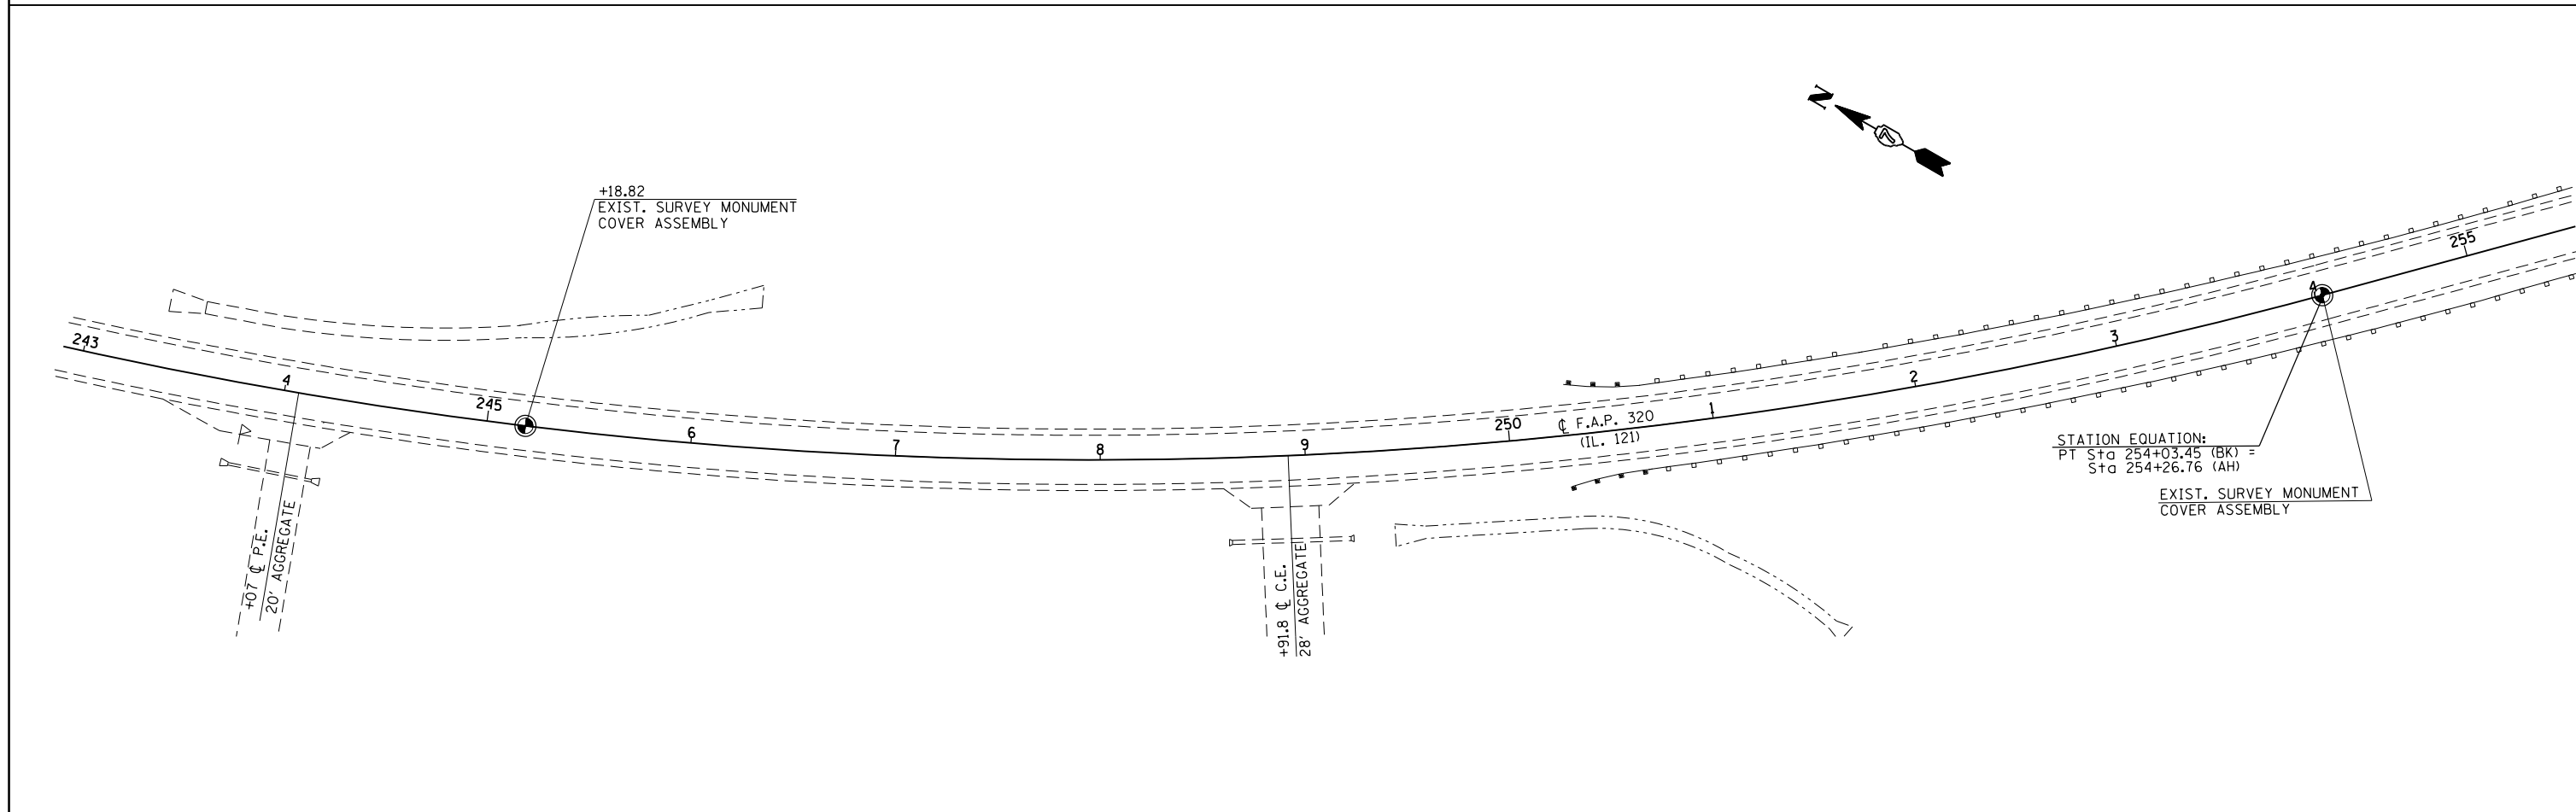 N
+18.82
EXIST. SURVEY MONUMENT
COVER ASSEMBLY
243
4
245
6
7
8
9
250
1
2
3
4
255
℄ F.A.P. 320
(IL. 121)
STATION EQUATION:
PT Sta 254+03.45 (BK) =
Sta 254+26.76 (AH)
EXIST. SURVEY MONUMENT
COVER ASSEMBLY
+07 ℄ P.E.
20' AGGREGATE
+91.8 ℄ C.E.
28' AGGREGATE